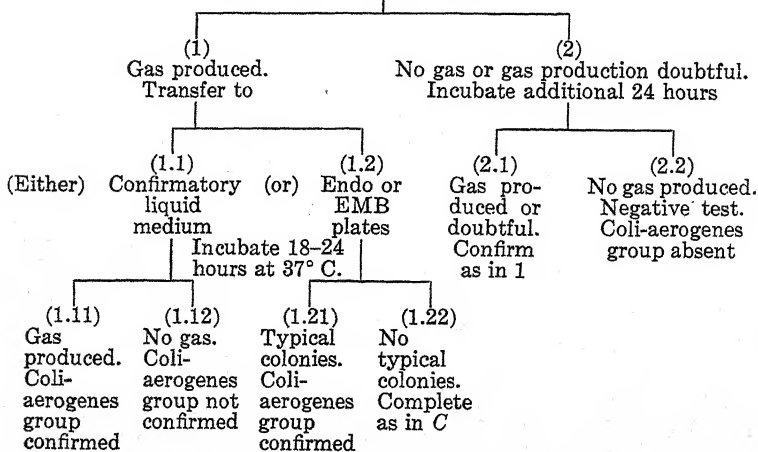 (1)
Gas produced.
Transfer to
(2)
No gas or gas production doubtful.
Incubate additional 24 hours
(Either)
(1.1)
Confirmatory
liquid
medium
(or)
(1.2)
Endo or
EMB
plates
Incubate 18–24
hours at 37° C.
(2.1)
Gas pro-
duced or
doubtful.
Confirm
as in 1
(2.2)
No gas produced.
Negative test.
Coli-aerogenes
group absent
(1.11)
Gas
produced.
Coli-
aerogenes
group
confirmed
(1.12)
No gas.
Coli-
aerogenes
group not
confirmed
(1.21)
Typical
colonies.
Coli-
aerogenes
group
confirmed
(1.22)
No
typical
colonies.
Complete
as in C